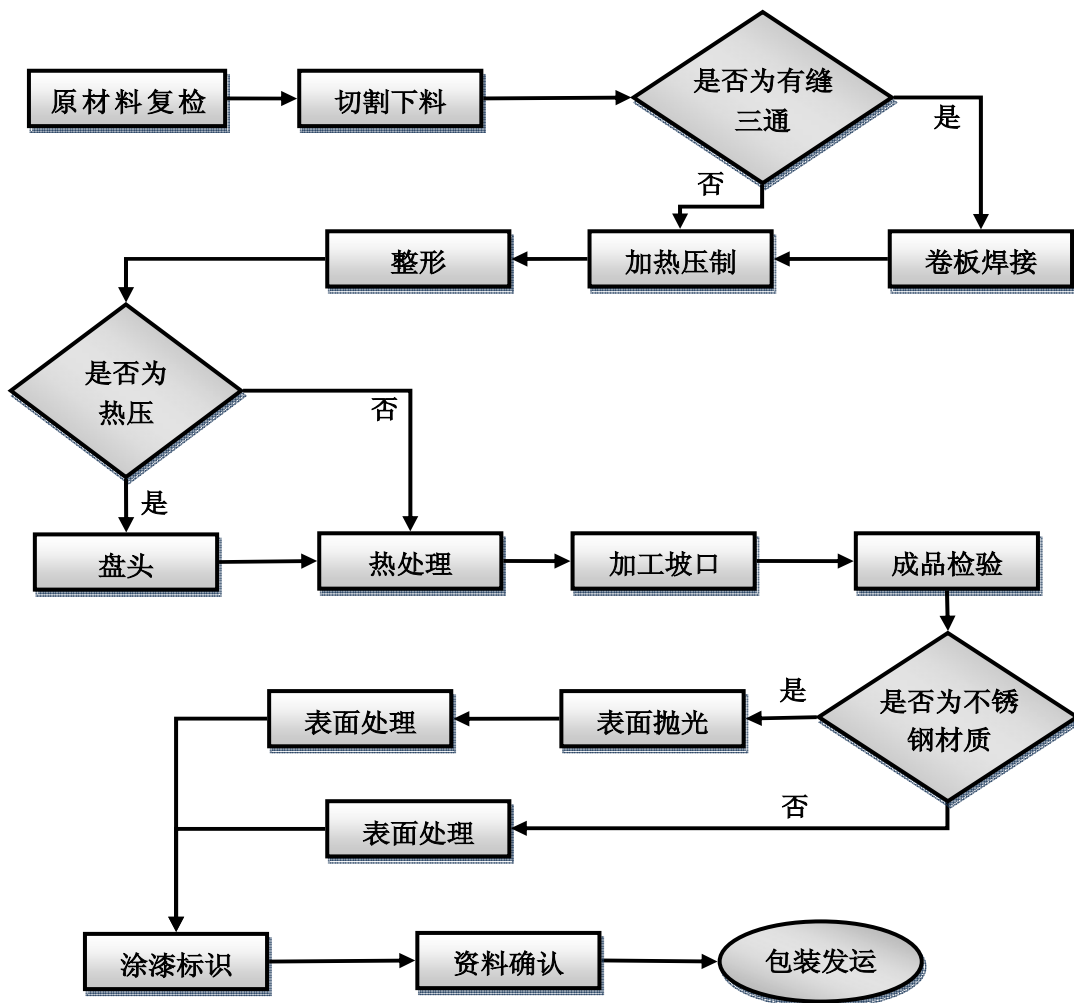 原材料复检
切割下料
是否为有缝
三通
是
否
整形
加热压制
卷板焊接
是否为
热压
否
是
盘头
热处理
加工坡口
成品检验
是否为不锈
钢材质
是
表面抛光
表面处理
否
表面处理
涂漆标识
资料确认
包装发运